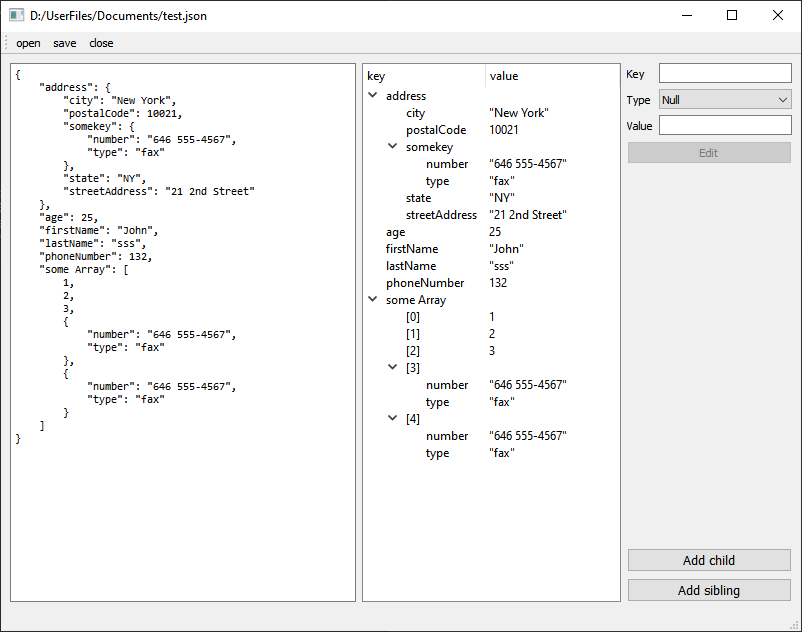 D:/UserFiles/Documents/test.json
open save close
{
"address": {
"city": "New York",
"postalCode": 10021,
"somekey": {
"number": "646 555-4567",
"type": "fax"
},
"state": "NY",
"streetAddress": "21 2nd Street"
},
"age": 25,
"firstName": "John",
"lastName": "sss",
"phoneNumber": 132,
"some Array": [
1,
2,
3,
{
"number": "646 555-4567",
"type": "fax"
},
{
"number": "646 555-4567",
"type": "fax"
}
]
}
key value
address
city "New York"
postalCode 10021
somekey
number "646 555-4567"
type "fax"
state "NY"
streetAddress "21 2nd Street"
age 25
firstName "John"
lastName "sss"
phoneNumber 132
some Array
[0] 1
[1] 2
[2] 3
[3]
number "646 555-4567"
type "fax"
[4]
number "646 555-4567"
type "fax"
Key
Type Null
Value
Edit
Add child
Add sibling